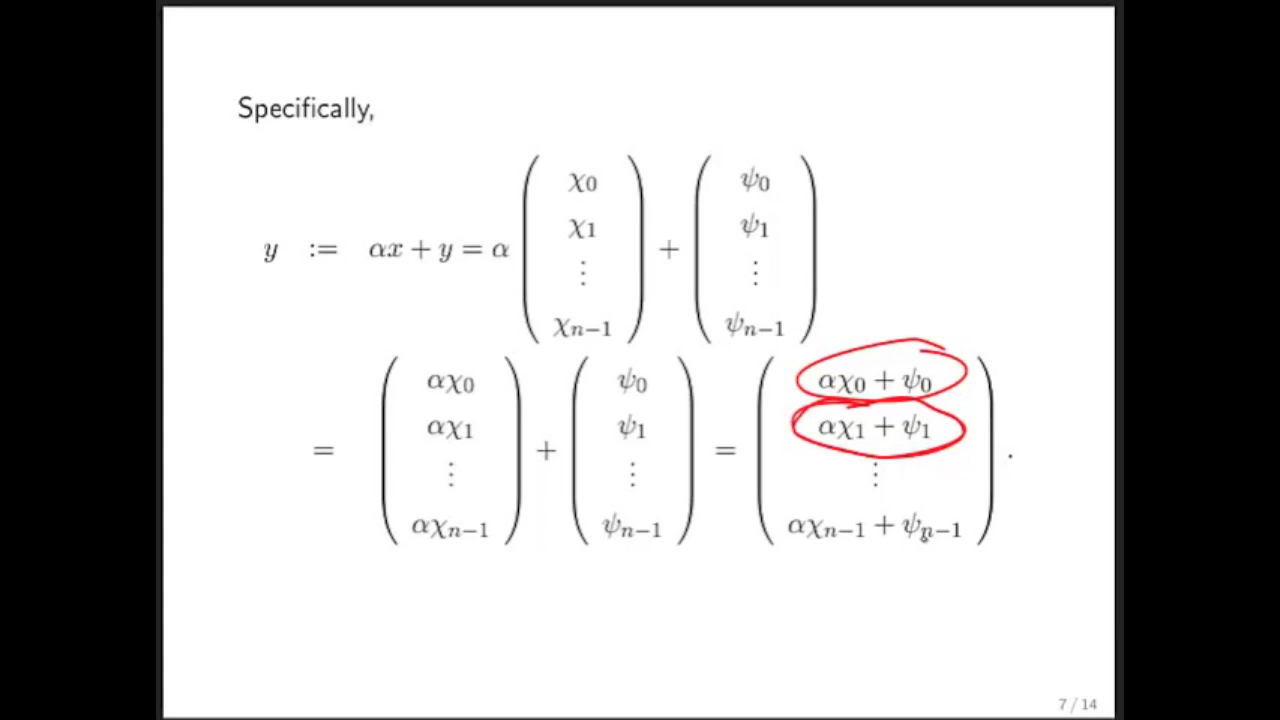 Specifically,
y := αx + y = α ( χ₀ χ₁ ⋮ χₙ₋₁ ) + ( ψ₀ ψ₁ ⋮ ψₙ₋₁ )
= ( αχ₀ αχ₁ ⋮ αχₙ₋₁ ) + ( ψ₀ ψ₁ ⋮ ψₙ₋₁ ) = ( αχ₀ + ψ₀ αχ₁ + ψ₁ ⋮ αχₙ₋₁ + ψₙ₋₁ ) .
7 / 14